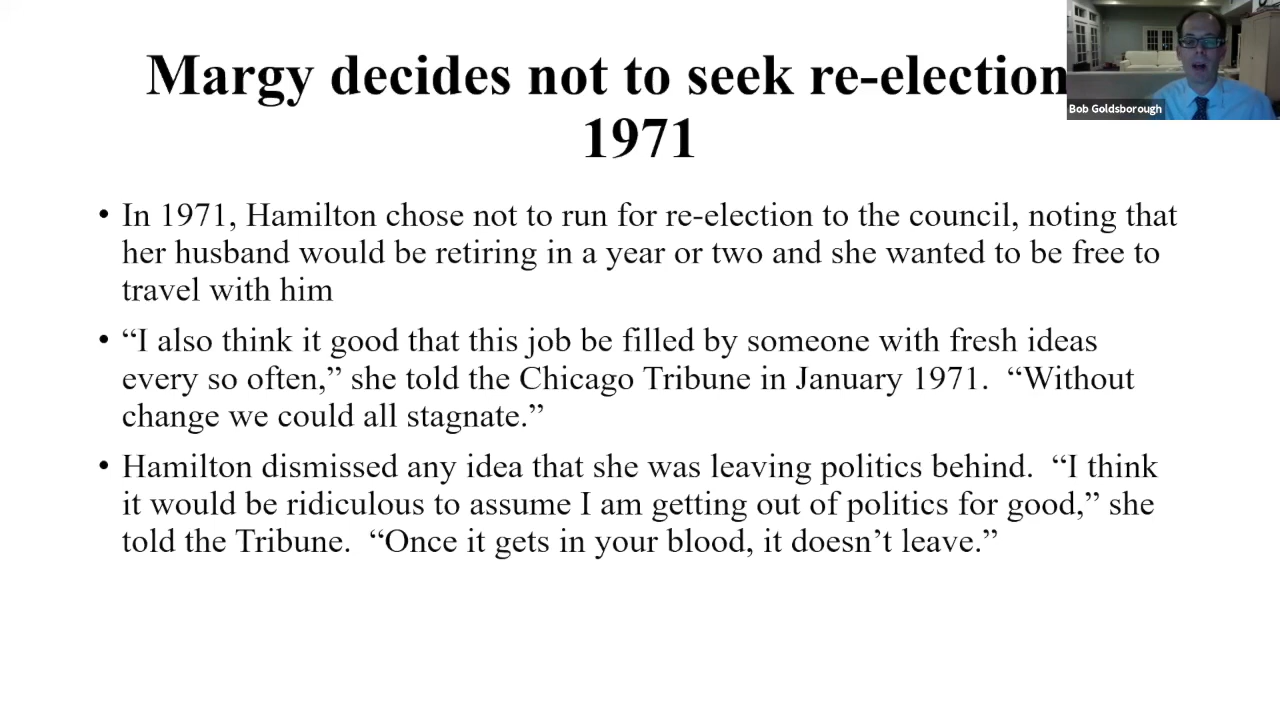 Margy decides not to seek re-election
1971
Bob Goldsborough
• In 1971, Hamilton chose not to run for re-election to the council, noting that
her husband would be retiring in a year or two and she wanted to be free to
travel with him
• “I also think it good that this job be filled by someone with fresh ideas
every so often,” she told the Chicago Tribune in January 1971.  “Without
change we could all stagnate.”
• Hamilton dismissed any idea that she was leaving politics behind.  “I think
it would be ridiculous to assume I am getting out of politics for good,” she
told the Tribune.  “Once it gets in your blood, it doesn’t leave.”